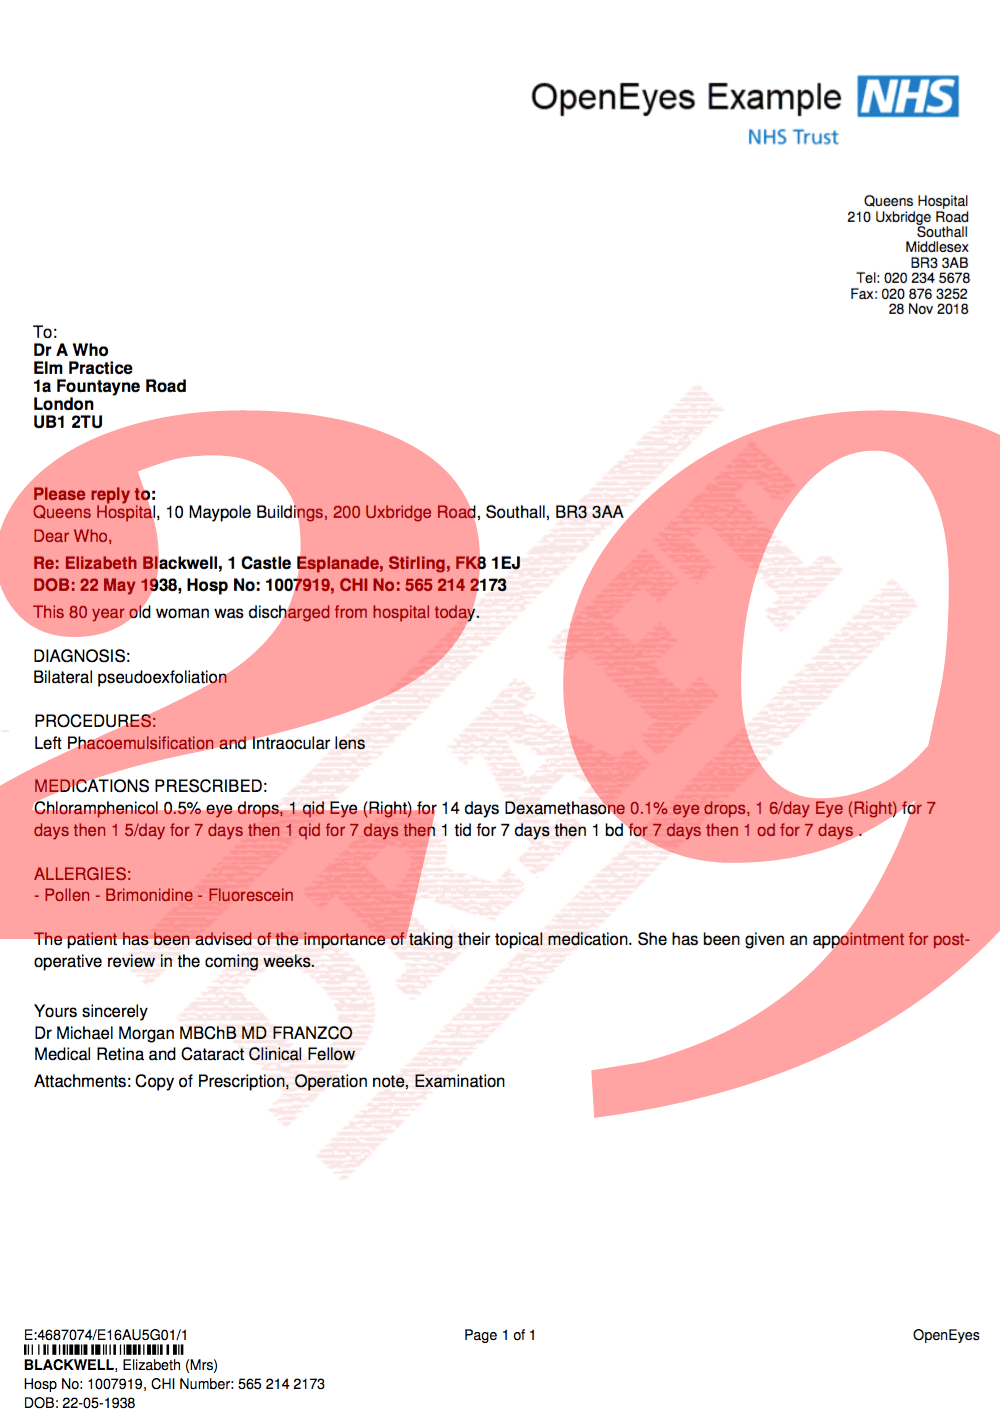 OpenEyes Example NHS
NHS Trust
Queens Hospital
210 Uxbridge Road
Southall
Middlesex
BR3 3AB
Tel: 020 234 5678
Fax: 020 876 3252
28 Nov 2018
To:
Dr A Who
Elm Practice
1a Fountayne Road
London
UB1 2TU
29
DRAFT
Please reply to:
Queens Hospital, 10 Maypole Buildings, 200 Uxbridge Road, Southall, BR3 3AA
Dear Who,
Re: Elizabeth Blackwell, 1 Castle Esplanade, Stirling, FK8 1EJ
DOB: 22 May 1938, Hosp No: 1007919, CHI No: 565 214 2173
This 80 year old woman was discharged from hospital today.
DIAGNOSIS:
Bilateral pseudoexfoliation
PROCEDURES:
Left Phacoemulsification and Intraocular lens
MEDICATIONS PRESCRIBED:
Chloramphenicol 0.5% eye drops, 1 qid Eye (Right) for 14 days Dexamethasone 0.1% eye drops, 1 6/day Eye (Right) for 7
days then 1 5/day for 7 days then 1 qid for 7 days then 1 tid for 7 days then 1 bd for 7 days then 1 od for 7 days .
ALLERGIES:
- Pollen - Brimonidine - Fluorescein
The patient has been advised of the importance of taking their topical medication. She has been given an appointment for post-
operative review in the coming weeks.
Yours sincerely
Dr Michael Morgan MBChB MD FRANZCO
Medical Retina and Cataract Clinical Fellow
Attachments: Copy of Prescription, Operation note, Examination
E:4687074/E16AU5G01/1 Page 1 of 1 OpenEyes
BLACKWELL, Elizabeth (Mrs)
Hosp No: 1007919, CHI Number: 565 214 2173
DOB: 22-05-1938